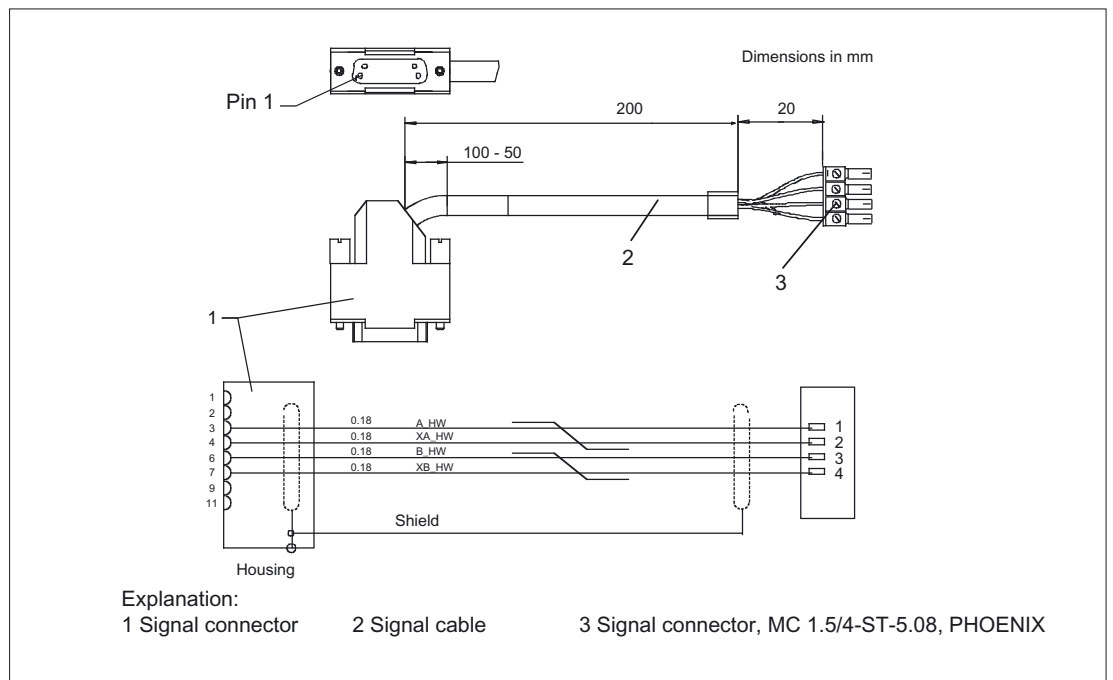 Dimensions in mm
Pin 1
200
20
100 - 50
2
3
1
1
2
3
4
6
7
9
11
0.18 A_HW
0.18 XA_HW
0.18 B_HW
0.18 XB_HW
1
2
3
4
Shield
Housing
Explanation:
1 Signal connector 2 Signal cable 3 Signal connector, MC 1.5/4-ST-5.08, PHOENIX